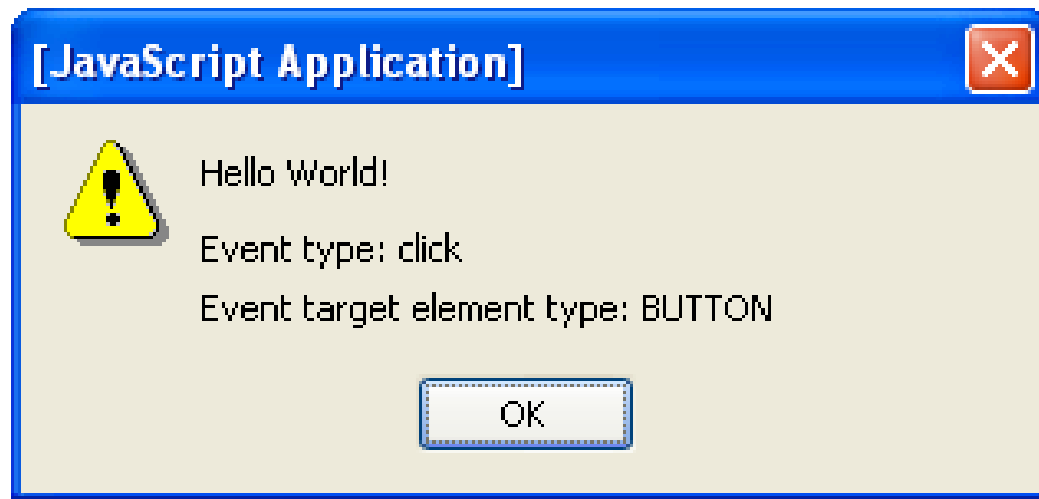 [JavaScript Application]
Hello World!
Event type: click
Event target element type: BUTTON
OK